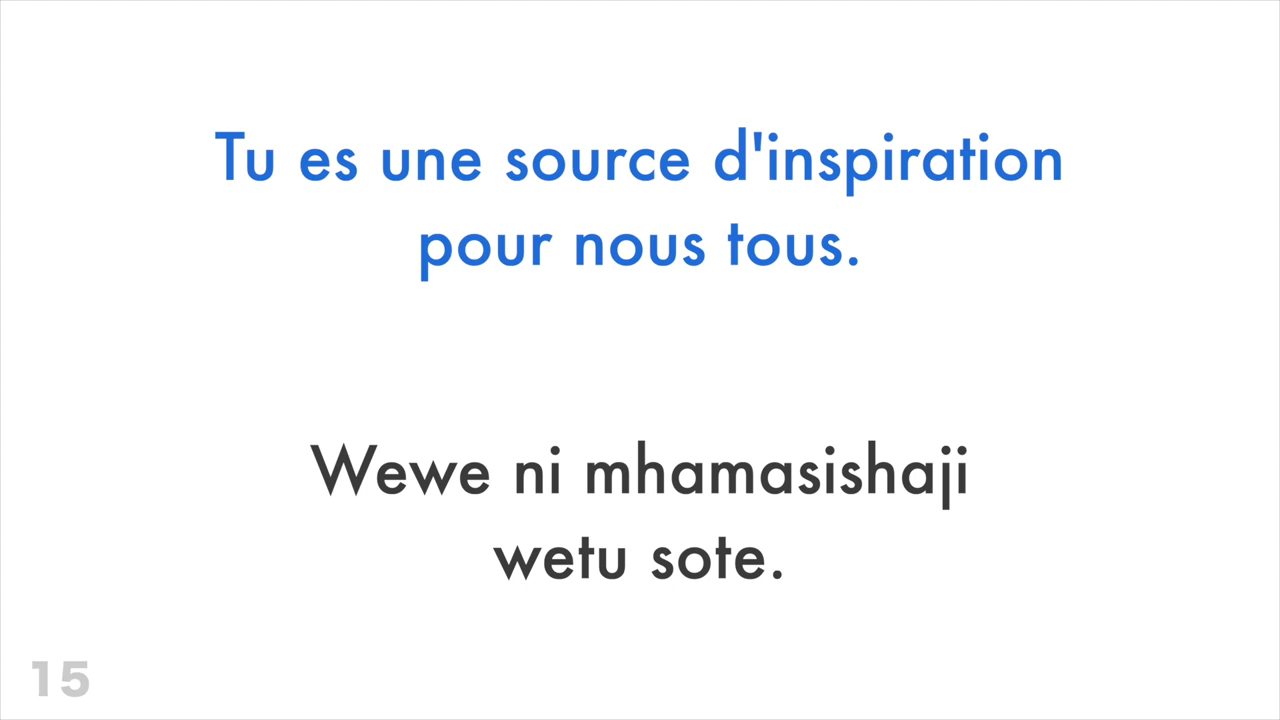 Tu es une source d'inspiration
pour nous tous.
Wewe ni mhamasishaji
wetu sote.
15